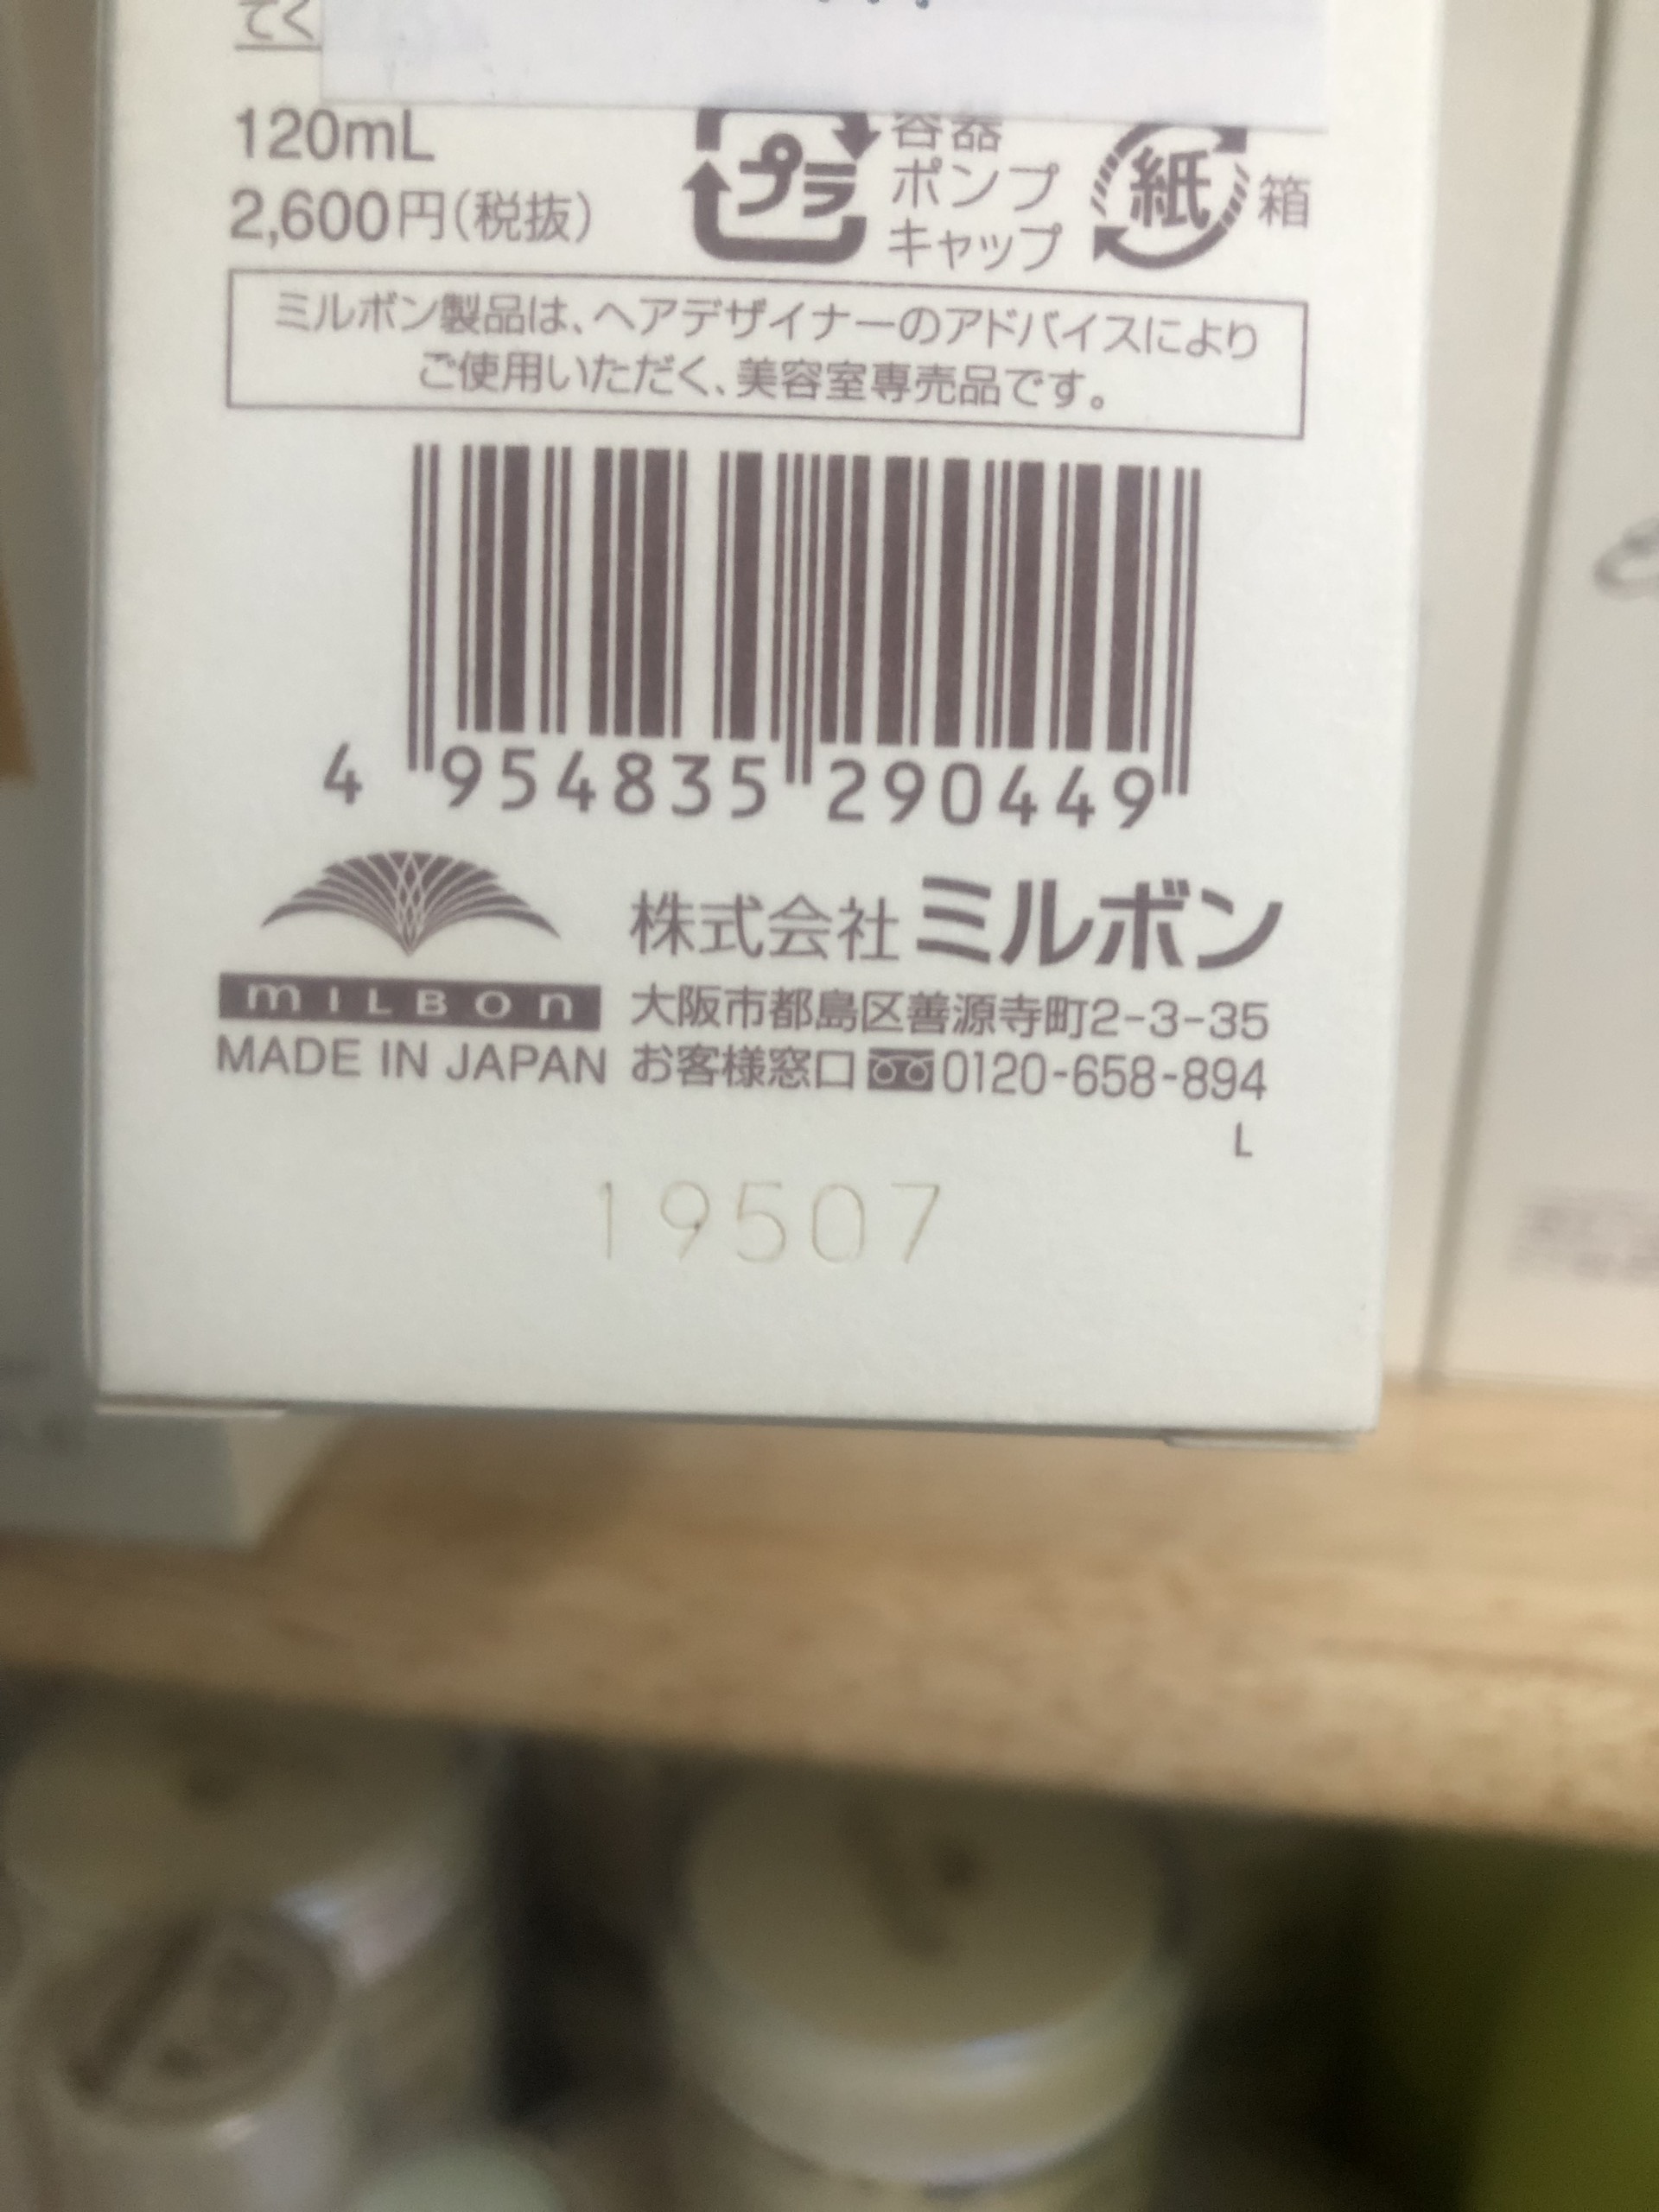 てく
120mL
2,600円(税抜)
プラ
容器
ポンプ
キャップ
紙
箱
ミルボン製品は、ヘアデザイナーのアドバイスにより
ご使用いただく、美容室専売品です。
4 954835 290449
株式会社ミルボン
MILBON
大阪市都島区善源寺町2-3-35
MADE IN JAPAN
お客様窓口 0120-658-894
L
19507